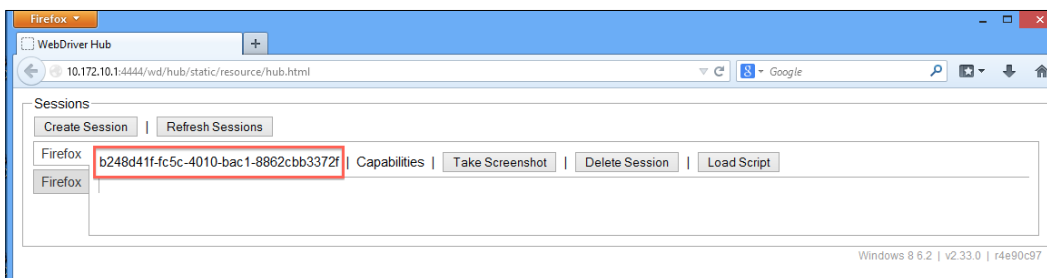 Firefox
WebDriver Hub
10.172.10.1:4444/wd/hub/static/resource/hub.html
Google
Sessions
Create Session | Refresh Sessions
Firefox
b248d41f-fc5c-4010-bac1-8862cbb3372f | Capabilities | Take Screenshot | Delete Session | Load Script
Firefox
Windows 8 6.2 | v2.33.0 | r4e90c97